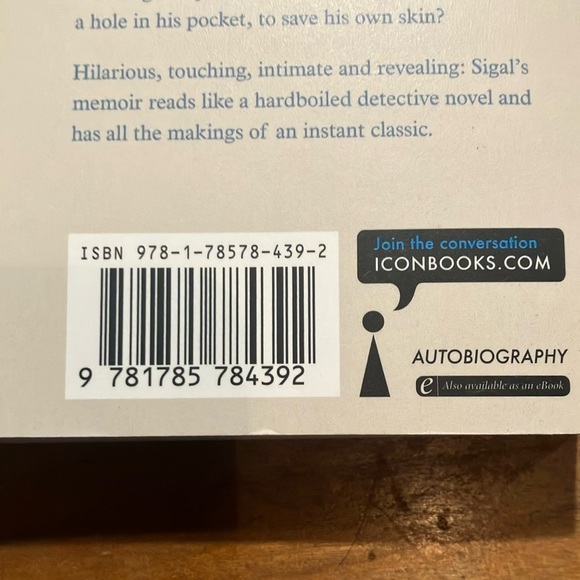 a hole in his pocket, to save his own skin?
Hilarious, touching, intimate and revealing: Sigal's
memoir reads like a hardboiled detective novel and
has all the makings of an instant classic.
ISBN 978-1-78578-439-2
9 781785 784392
Join the conversation
ICONBOOKS.COM
AUTOBIOGRAPHY
e Also available as an eBook